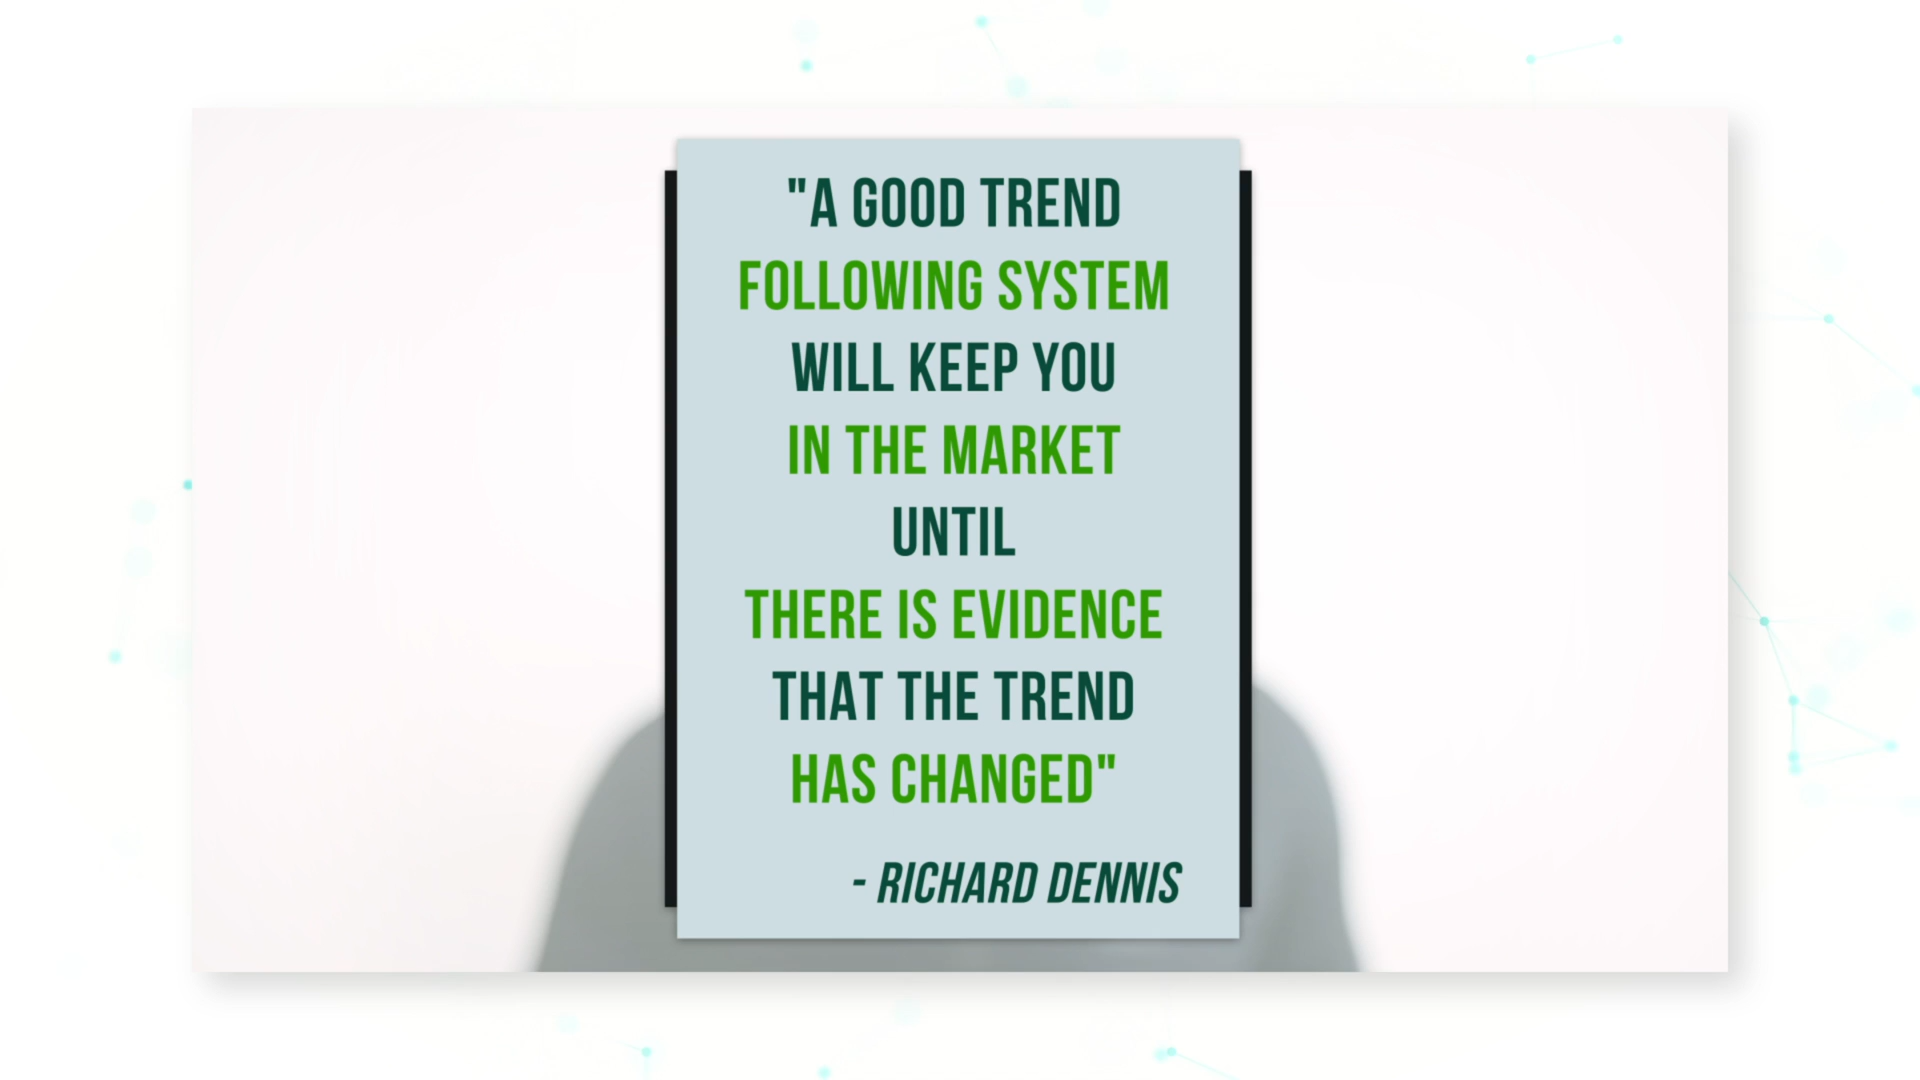 "A GOOD TREND
FOLLOWING SYSTEM
WILL KEEP YOU
IN THE MARKET
UNTIL
THERE IS EVIDENCE
THAT THE TREND
HAS CHANGED"
- RICHARD DENNIS